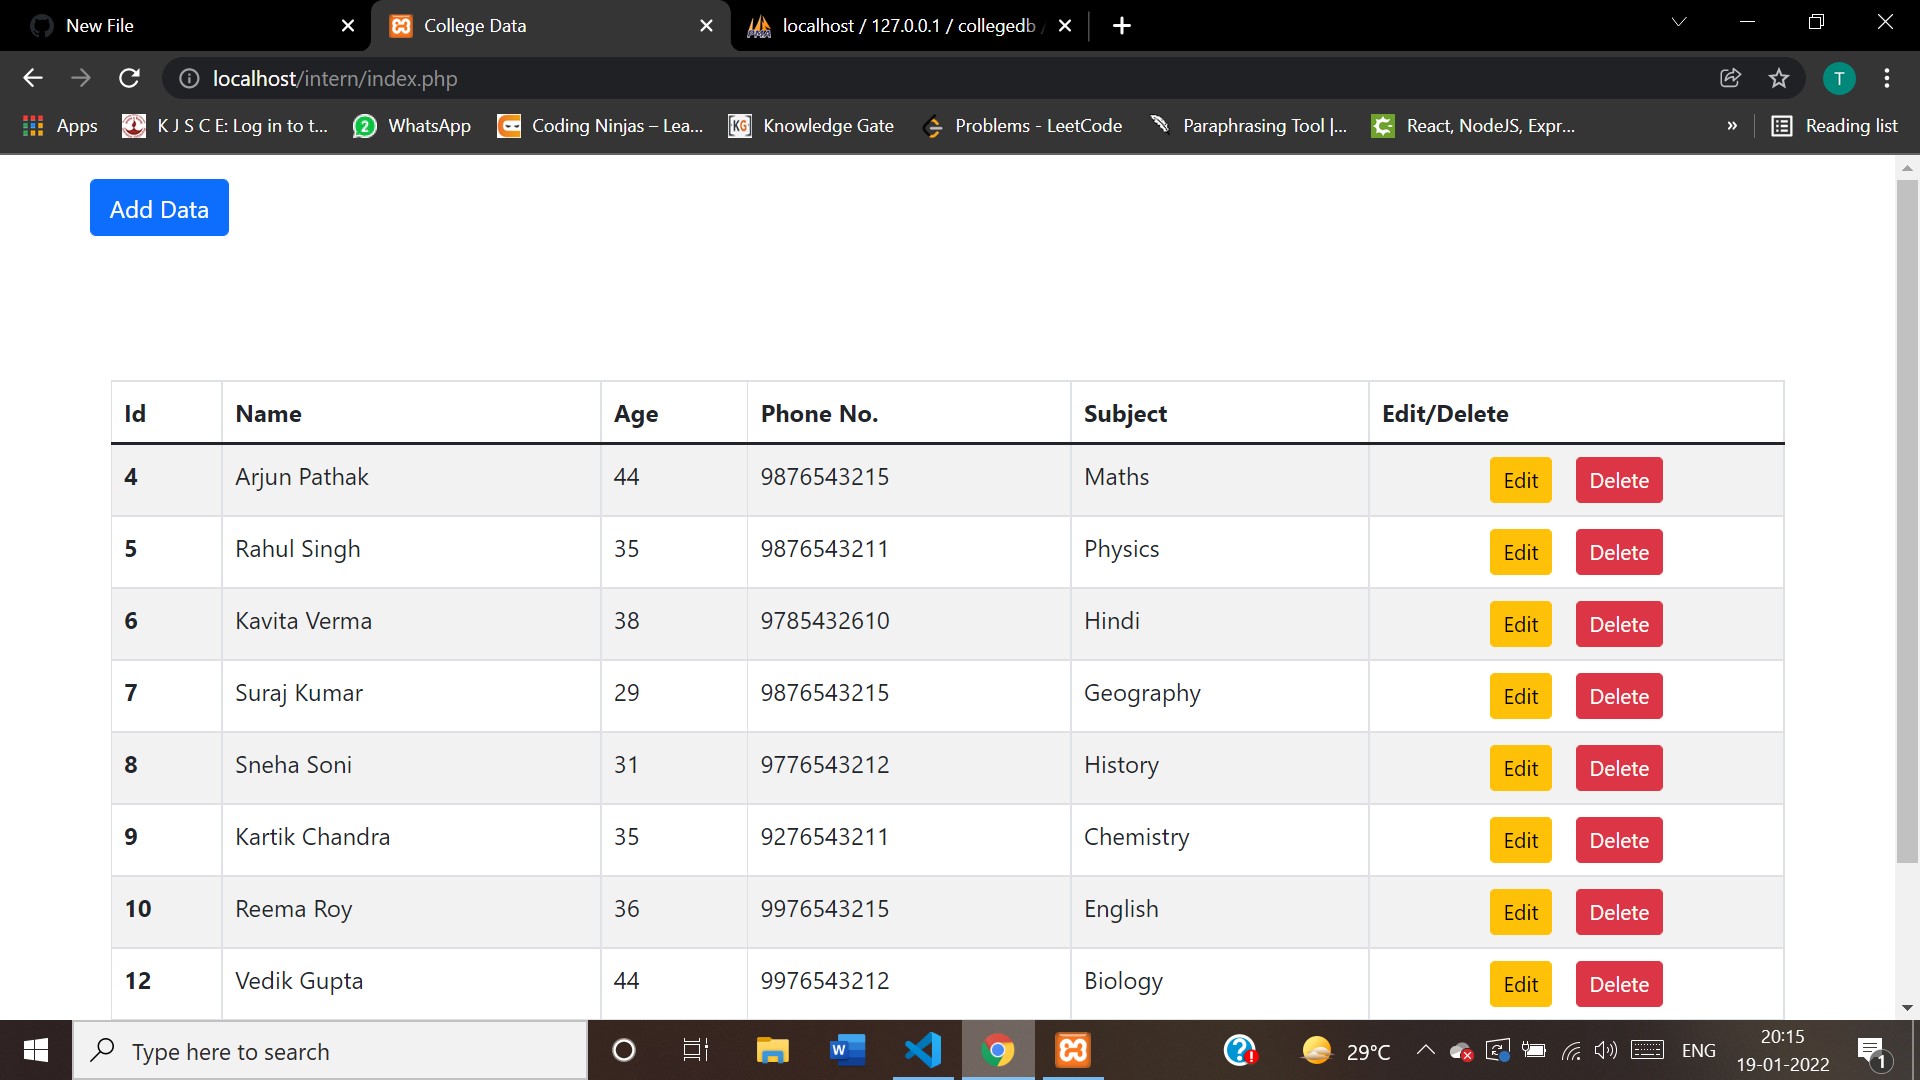 New File
College Data
localhost / 127.0.0.1 / collegedb /
localhost/intern/index.php
T
Apps
K J S C E: Log in to t...
2
WhatsApp
Coding Ninjas – Lea...
KG
Knowledge Gate
Problems - LeetCode
Paraphrasing Tool |...
React, NodeJS, Expr...
»
Reading list
Add Data
Id Name Age Phone No. Subject Edit/Delete
4 Arjun Pathak 44 9876543215 Maths Edit Delete
5 Rahul Singh 35 9876543211 Physics Edit Delete
6 Kavita Verma 38 9785432610 Hindi Edit Delete
7 Suraj Kumar 29 9876543215 Geography Edit Delete
8 Sneha Soni 31 9776543212 History Edit Delete
9 Kartik Chandra 35 9276543211 Chemistry Edit Delete
10 Reema Roy 36 9976543215 English Edit Delete
12 Vedik Gupta 44 9976543212 Biology Edit Delete
Type here to search
W
29°C
ENG
20:15
19-01-2022
1